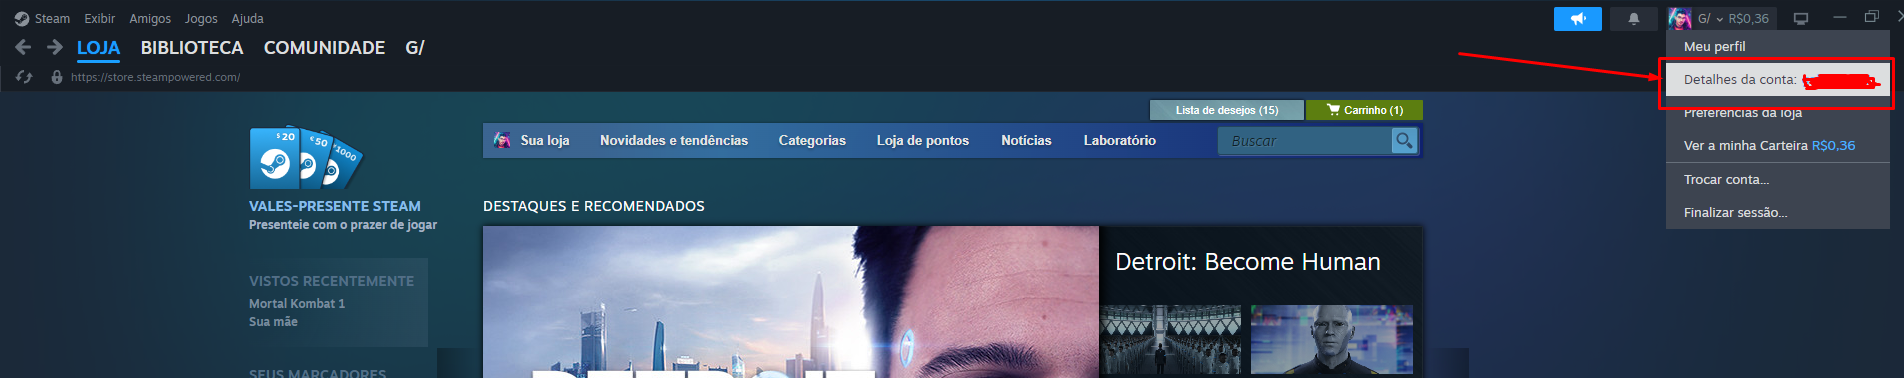 Steam Exibir Amigos Jogos Ajuda
G/ R$0,36
LOJA BIBLIOTECA COMUNIDADE G/
https://store.steampowered.com/
Meu perfil
Detalhes da conta:
Preferências da loja
Ver a minha Carteira R$0,36
Trocar conta...
Finalizar sessão...
Lista de desejos (15) Carrinho (1)
Sua loja Novidades e tendências Categorias Loja de pontos Notícias Laboratório Buscar
$ 20
€ 50
¥ 1000
VALES-PRESENTE STEAM
Presenteie com o prazer de jogar
VISTOS RECENTEMENTE
Mortal Kombat 1
Sua mãe
SEUS MARCADORES
DESTAQUES E RECOMENDADOS
Detroit: Become Human